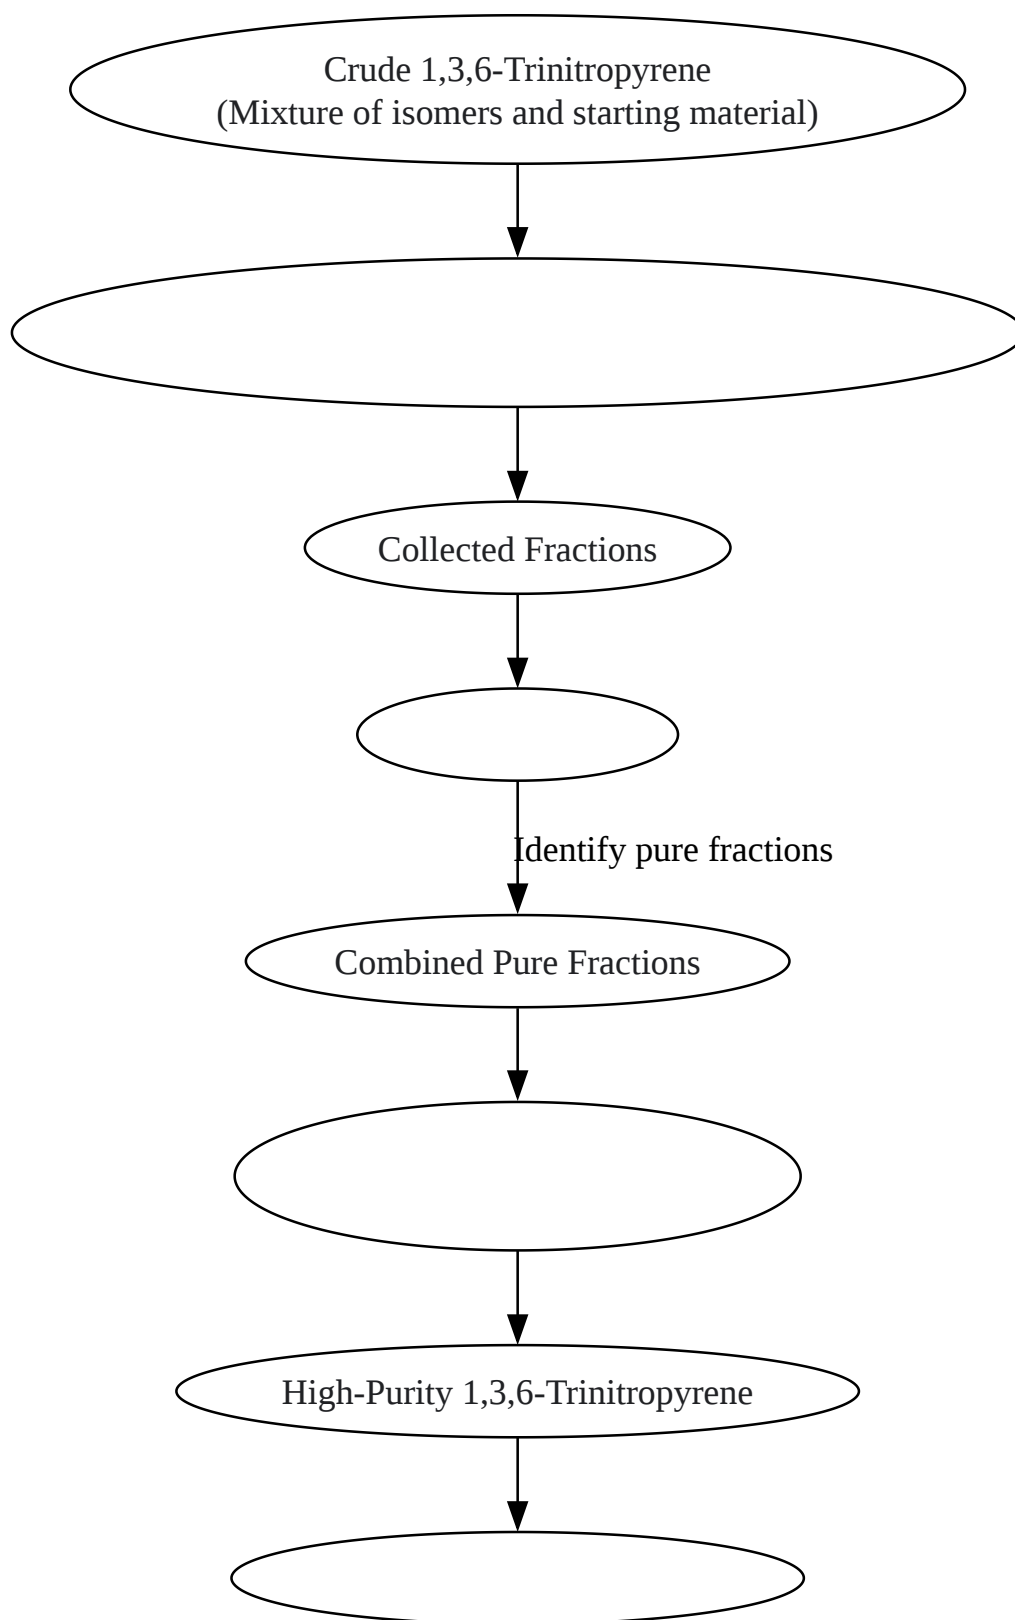 Crude 1,3,6-Trinitropyrene
(Mixture of isomers and starting material)
Collected Fractions
Identify pure fractions
Combined Pure Fractions
High-Purity 1,3,6-Trinitropyrene